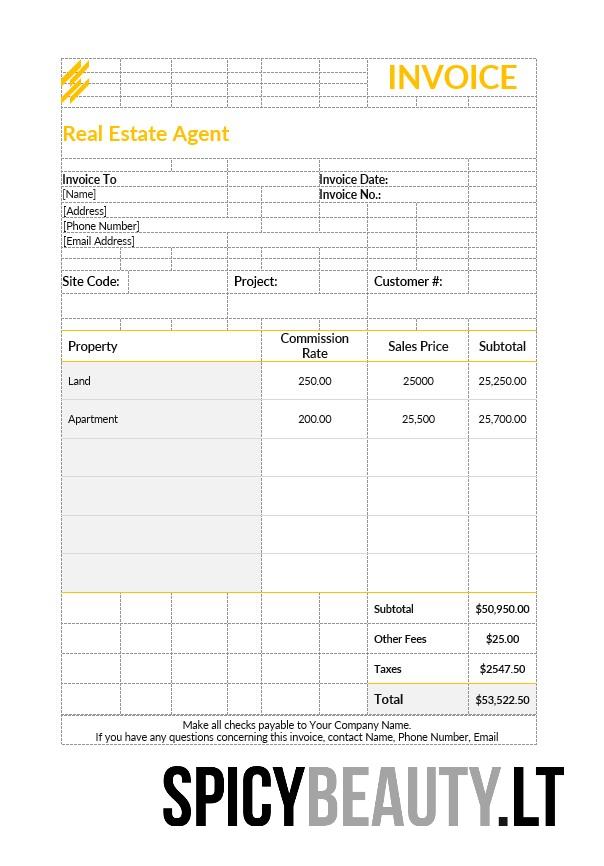 INVOICE
Real Estate Agent
Invoice To Invoice Date:
[Name] Invoice No.:
[Address]
[Phone Number]
[Email Address]
Site Code: Project: Customer #:
Property Commission Rate Sales Price Subtotal
Land 250.00 25000 25,250.00
Apartment 200.00 25,500 25,700.00
Subtotal $50,950.00
Other Fees $25.00
Taxes $2547.50
Total $53,522.50
Make all checks payable to Your Company Name.
If you have any questions concerning this invoice, contact Name, Phone Number, Email
SPICYBEAUTY.LT